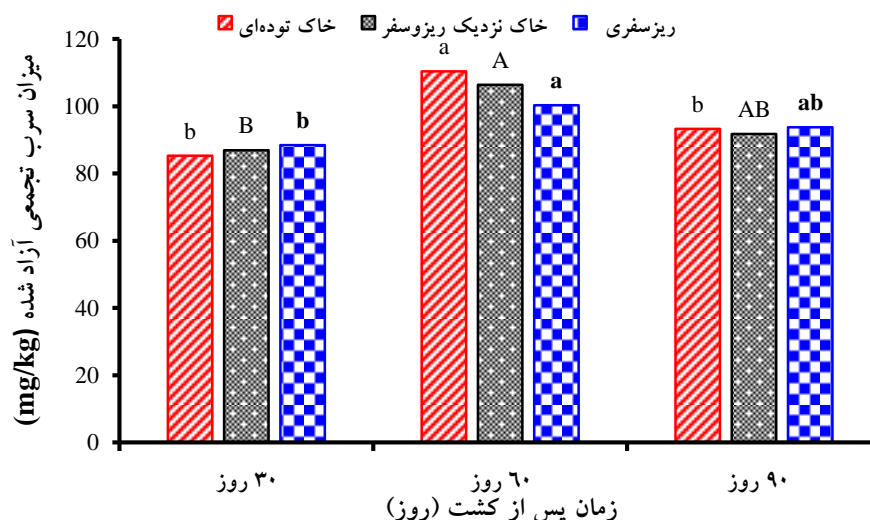 خاک توده‌ای خاک نزدیک ریزوسفر ریزسفری
میزان سرب تجمعی آزاد شده (mg/kg)
120
100
80
60
40
20
0
b B b
a A a
b AB ab
۳۰ روز ۶۰ روز ۹۰ روز
زمان پس از کشت (روز)